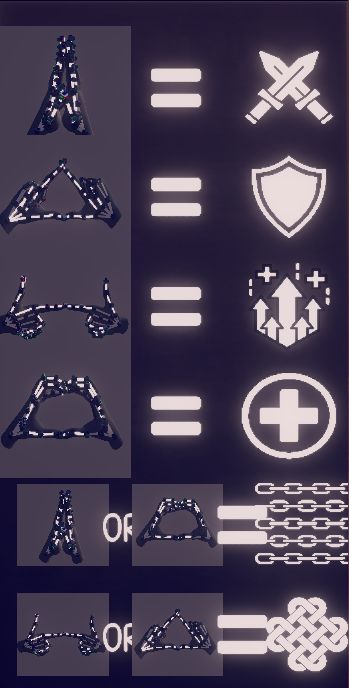 =
=
=
=
OR =
OR =